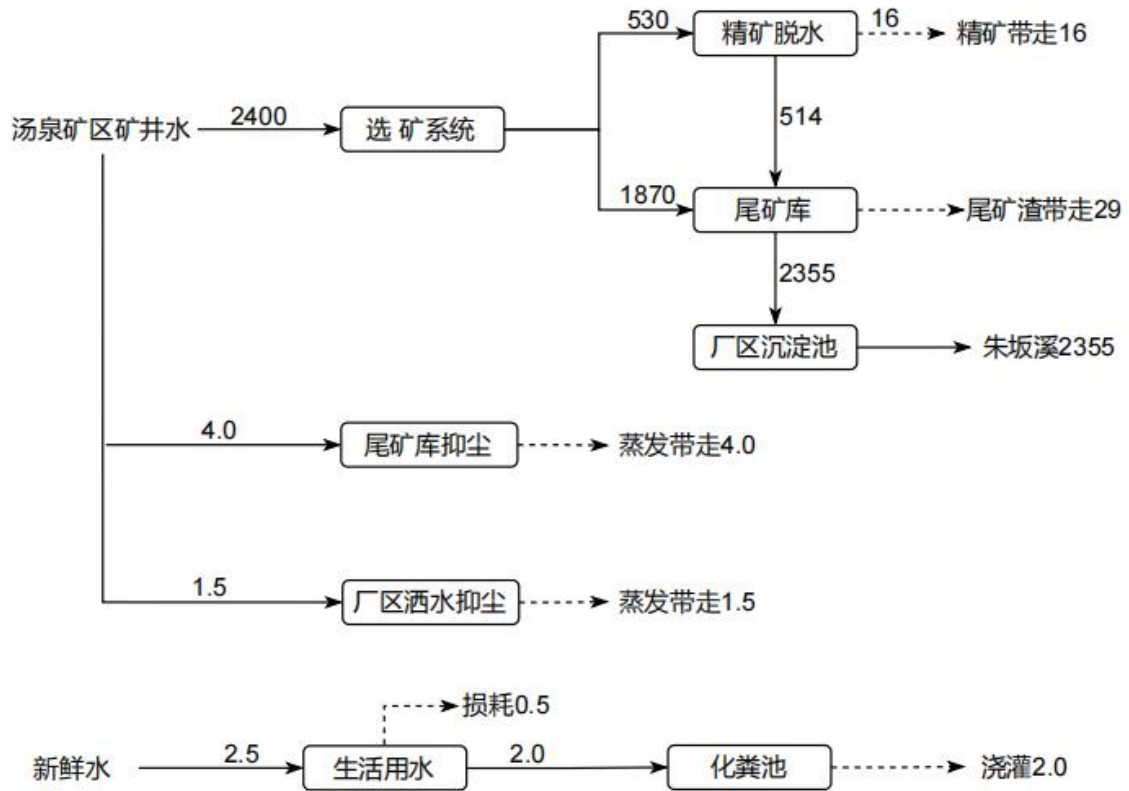 530
精矿脱水
16
精矿带走16
汤泉矿区矿井水
2400
选 矿系统
514
1870
尾矿库
尾矿渣带走29
2355
厂区沉淀池
朱坂溪2355
4.0
尾矿库抑尘
蒸发带走4.0
1.5
厂区洒水抑尘
蒸发带走1.5
损耗0.5
新鲜水
2.5
生活用水
2.0
化粪池
浇灌2.0